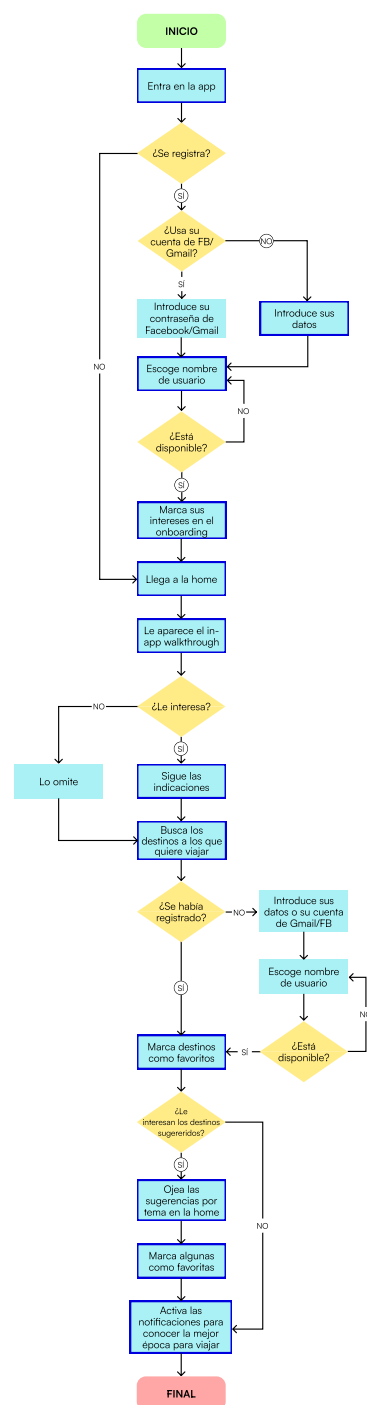 INICIO
Entra en la app
¿Se registra?
SÍ
¿Usa su
cuenta de FB/
Gmail?
NO
SÍ
Introduce su
contraseña de
Facebook/Gmail
Introduce sus
datos
NO
Escoge nombre
de usuario
NO
¿Está
disponible?
SÍ
Marca sus
intereses en el
onboarding
Llega a la home
Le aparece el in-
app walkthrough
NO
¿Le interesa?
SÍ
Lo omite
Sigue las
indicaciones
Busca los
destinos a los que
quiere viajar
¿Se había
registrado?
NO
Introduce sus
datos o su cuenta
de Gmail/FB
Escoge nombre
de usuario
SÍ
NO
Marca destinos
como favoritos
SÍ
¿Está
disponible?
¿Le
interesan los destinos
sugereridos?
SÍ
Ojea las
sugerencias por
tema en la home
NO
Marca algunas
como favoritas
Activa las
notificaciones para
conocer la mejor
época para viajar
FINAL